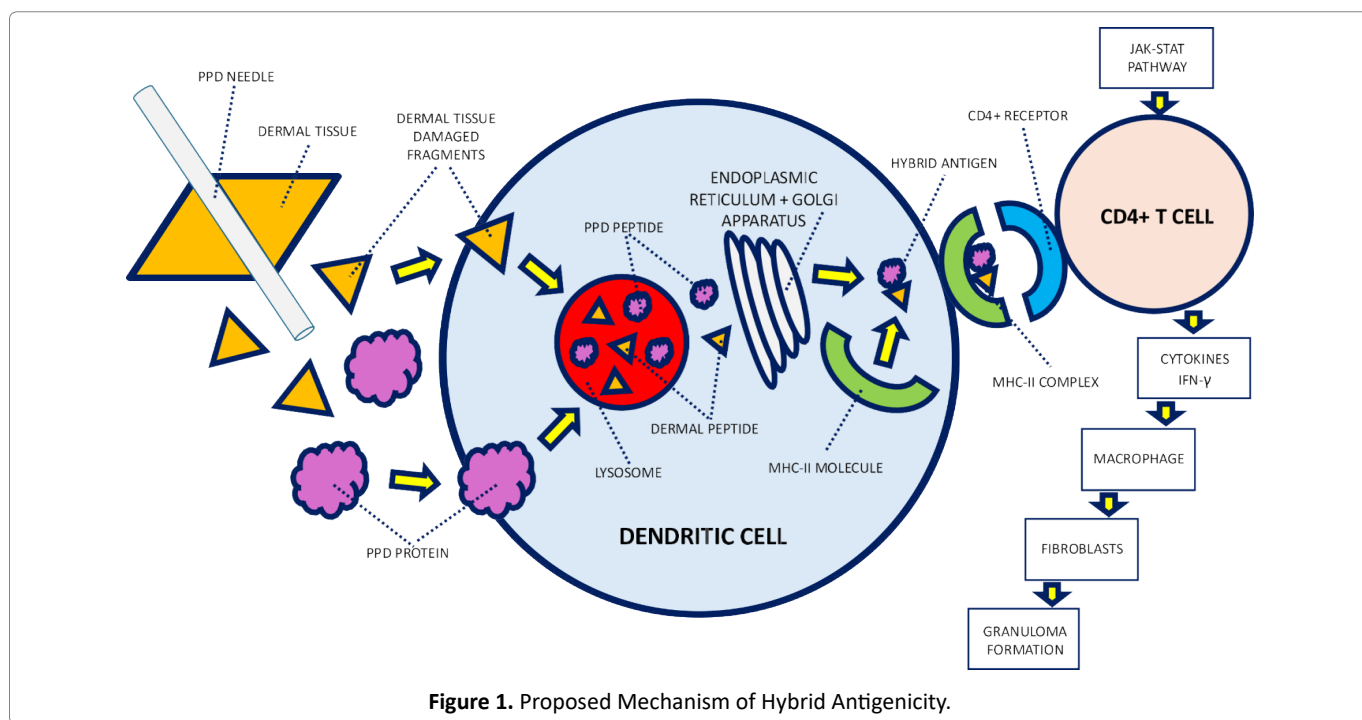 PPD NEEDLE
DERMAL TISSUE
DERMAL TISSUE
DAMAGED
FRAGMENTS
PPD PROTEIN
PPD PEPTIDE
ENDOPLASMIC
RETICULUM + GOLGI
APPARATUS
LYSOSOME
DERMAL PEPTIDE
MHC-II MOLECULE
DENDRITIC CELL
HYBRID ANTIGEN
CD4+ RECEPTOR
MHC-II COMPLEX
JAK-STAT
PATHWAY
CD4+ T CELL
CYTOKINES
IFN-γ
MACROPHAGE
FIBROBLASTS
GRANULOMA
FORMATION
Figure 1. Proposed Mechanism of Hybrid Antigenicity.